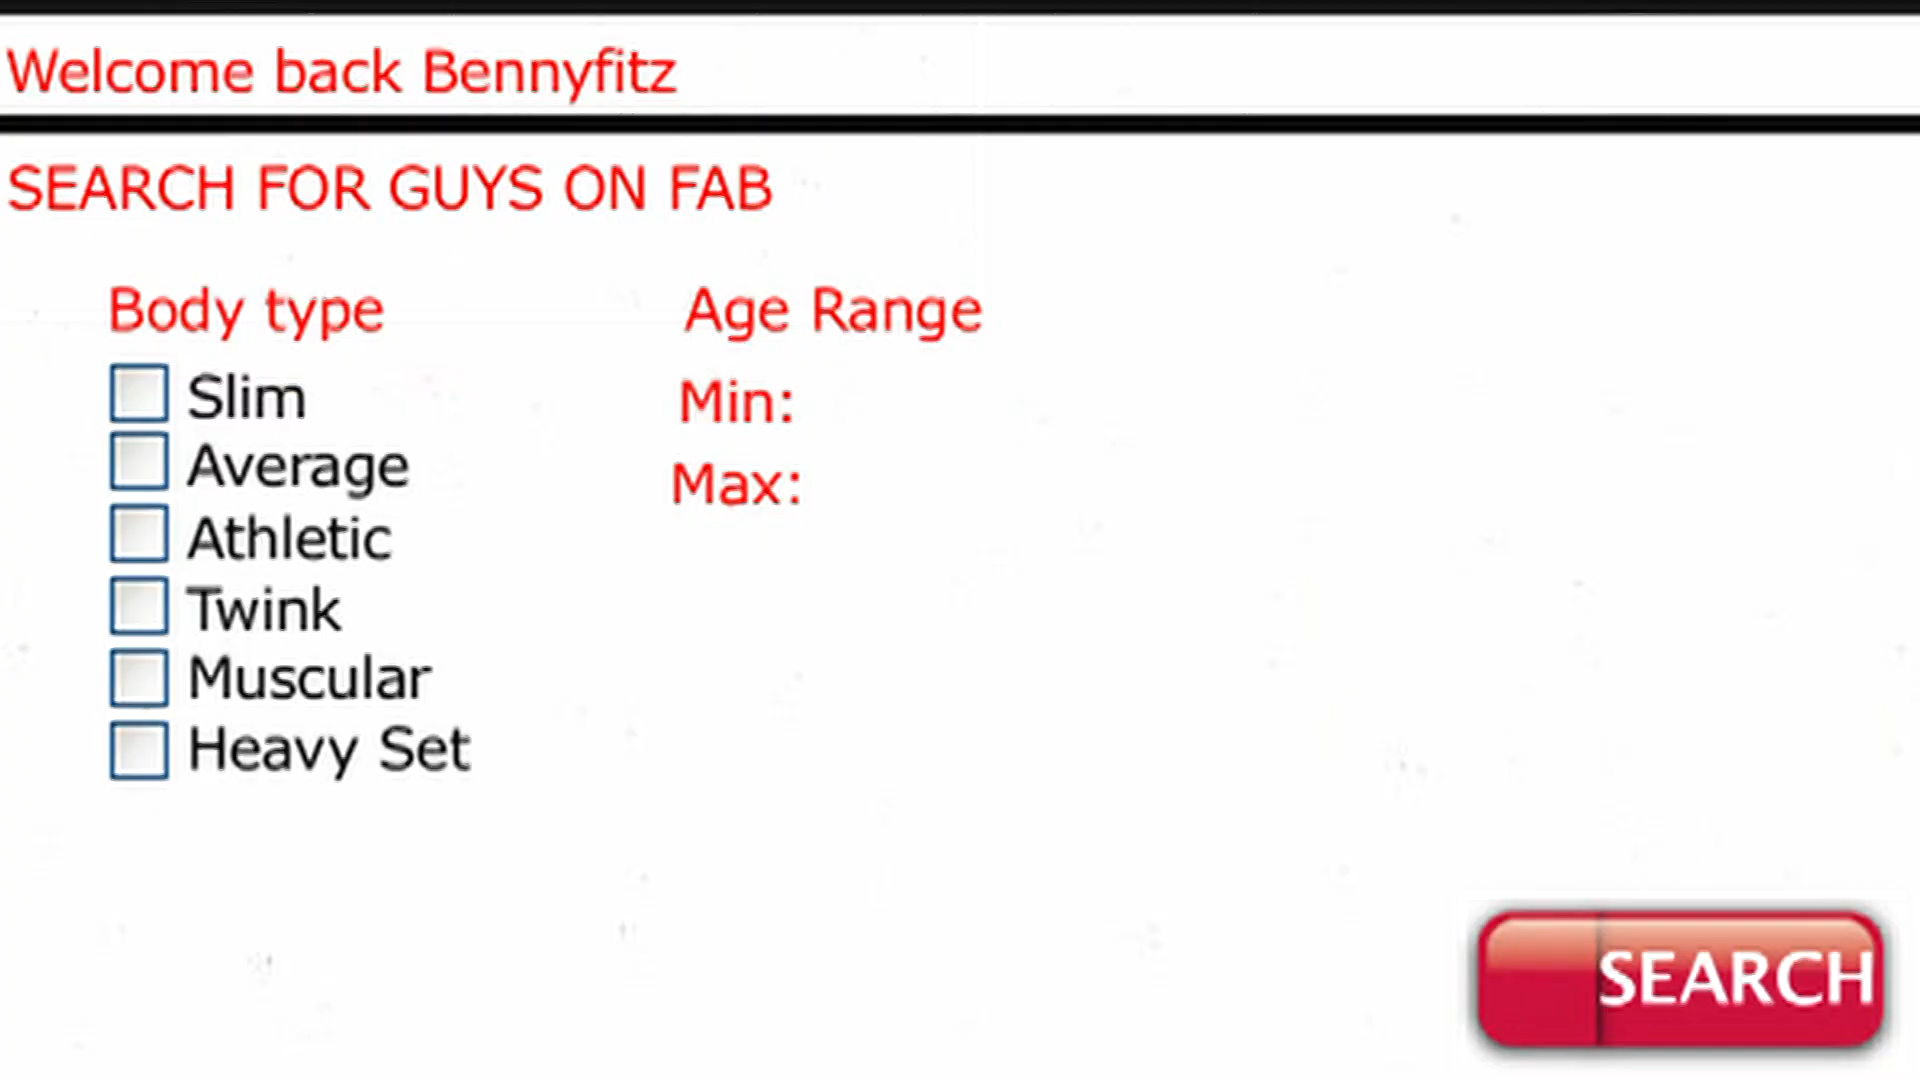 Welcome back Bennyfitz
SEARCH FOR GUYS ON FAB
Body type
Slim
Average
Athletic
Twink
Muscular
Heavy Set
Age Range
Min:
Max:
SEARCH